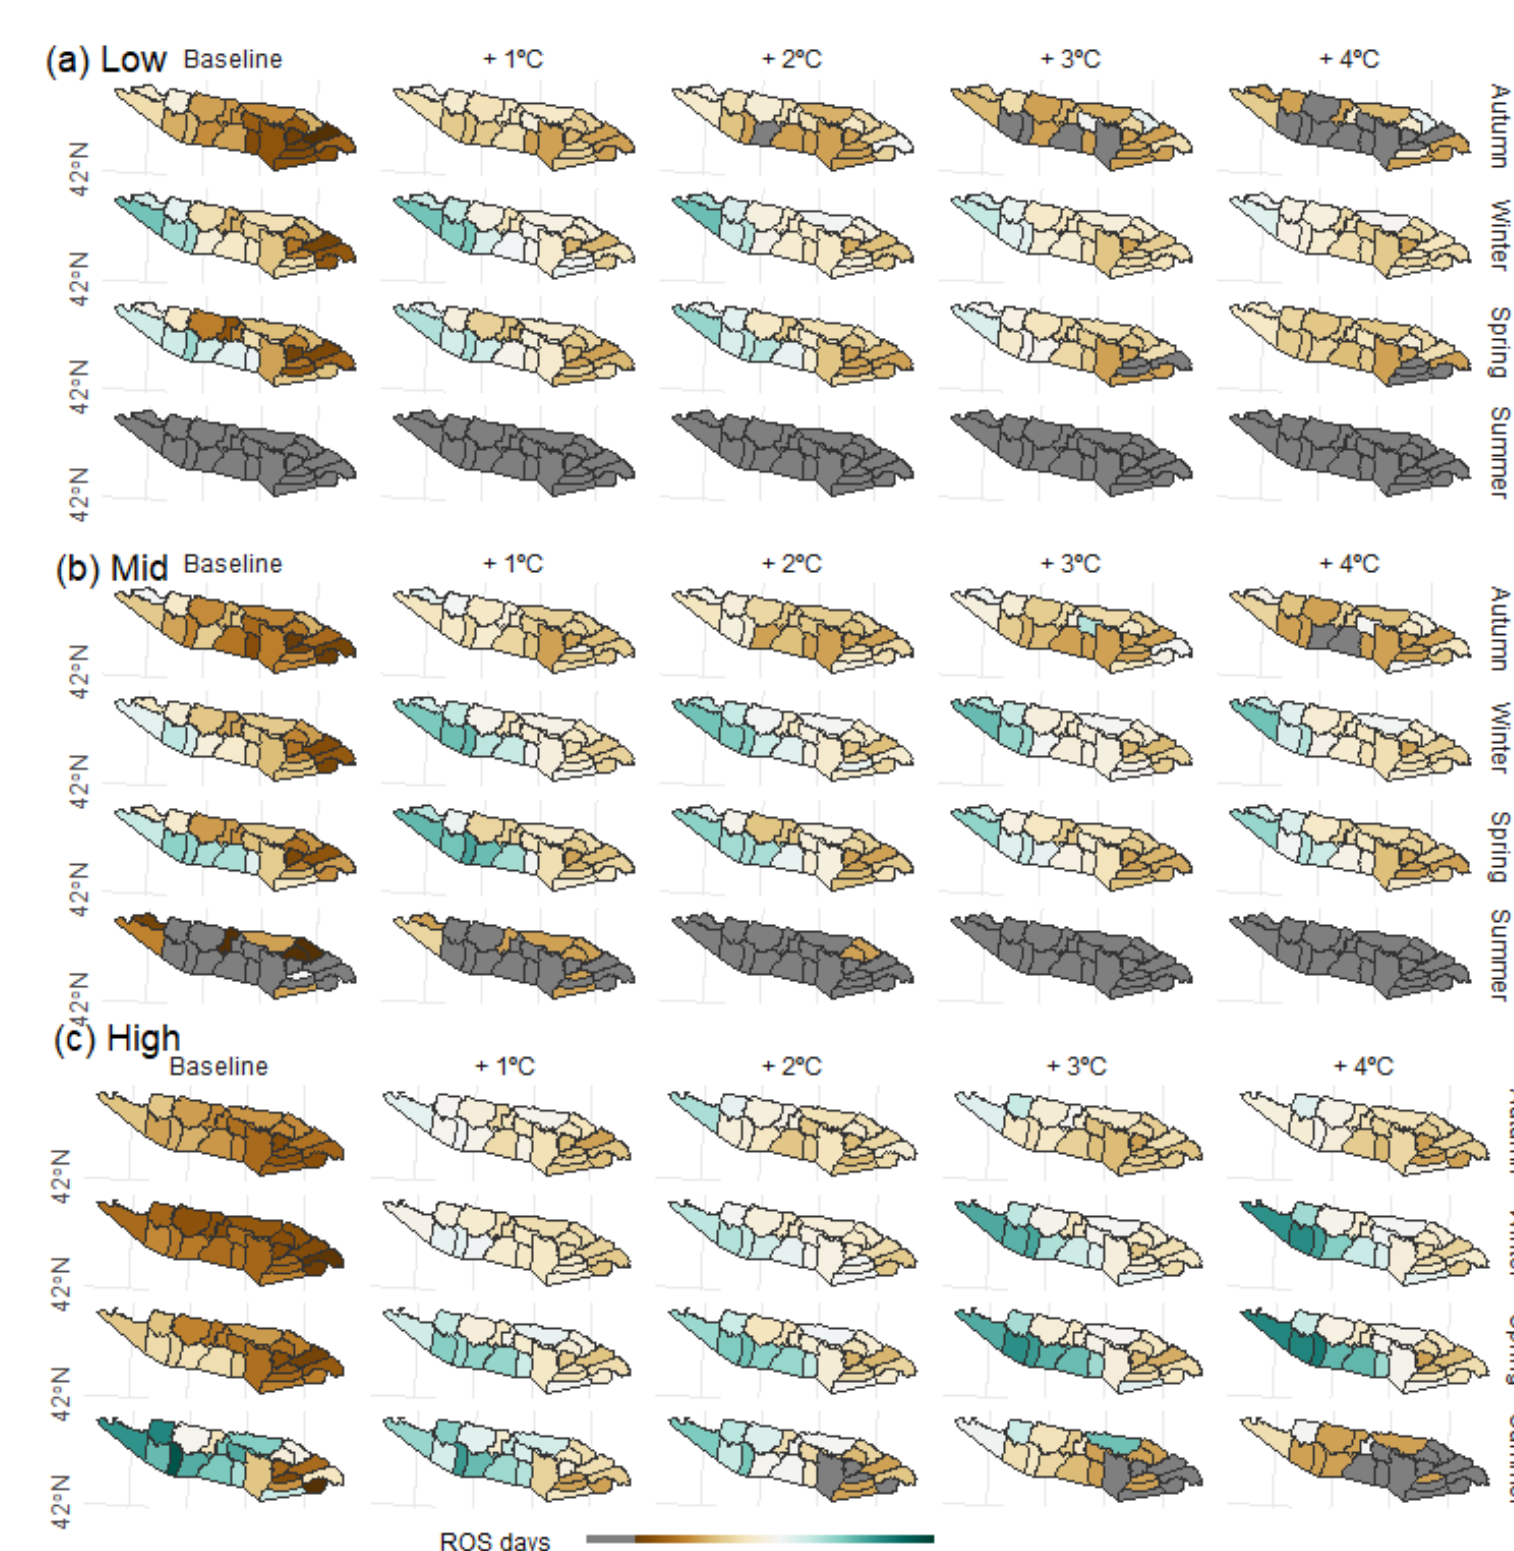 (a) Low Baseline + 1ºC + 2ºC + 3ºC + 4ºC
42°N Autumn
42°N Winter
42°N Spring
42°N Summer
(b) Mid Baseline + 1ºC + 2ºC + 3ºC + 4ºC
42°N Autumn
42°N Winter
42°N Spring
42°N Summer
(c) High
Baseline + 1ºC + 2ºC + 3ºC + 4ºC
42°N
42°N
42°N
42°N
ROS days